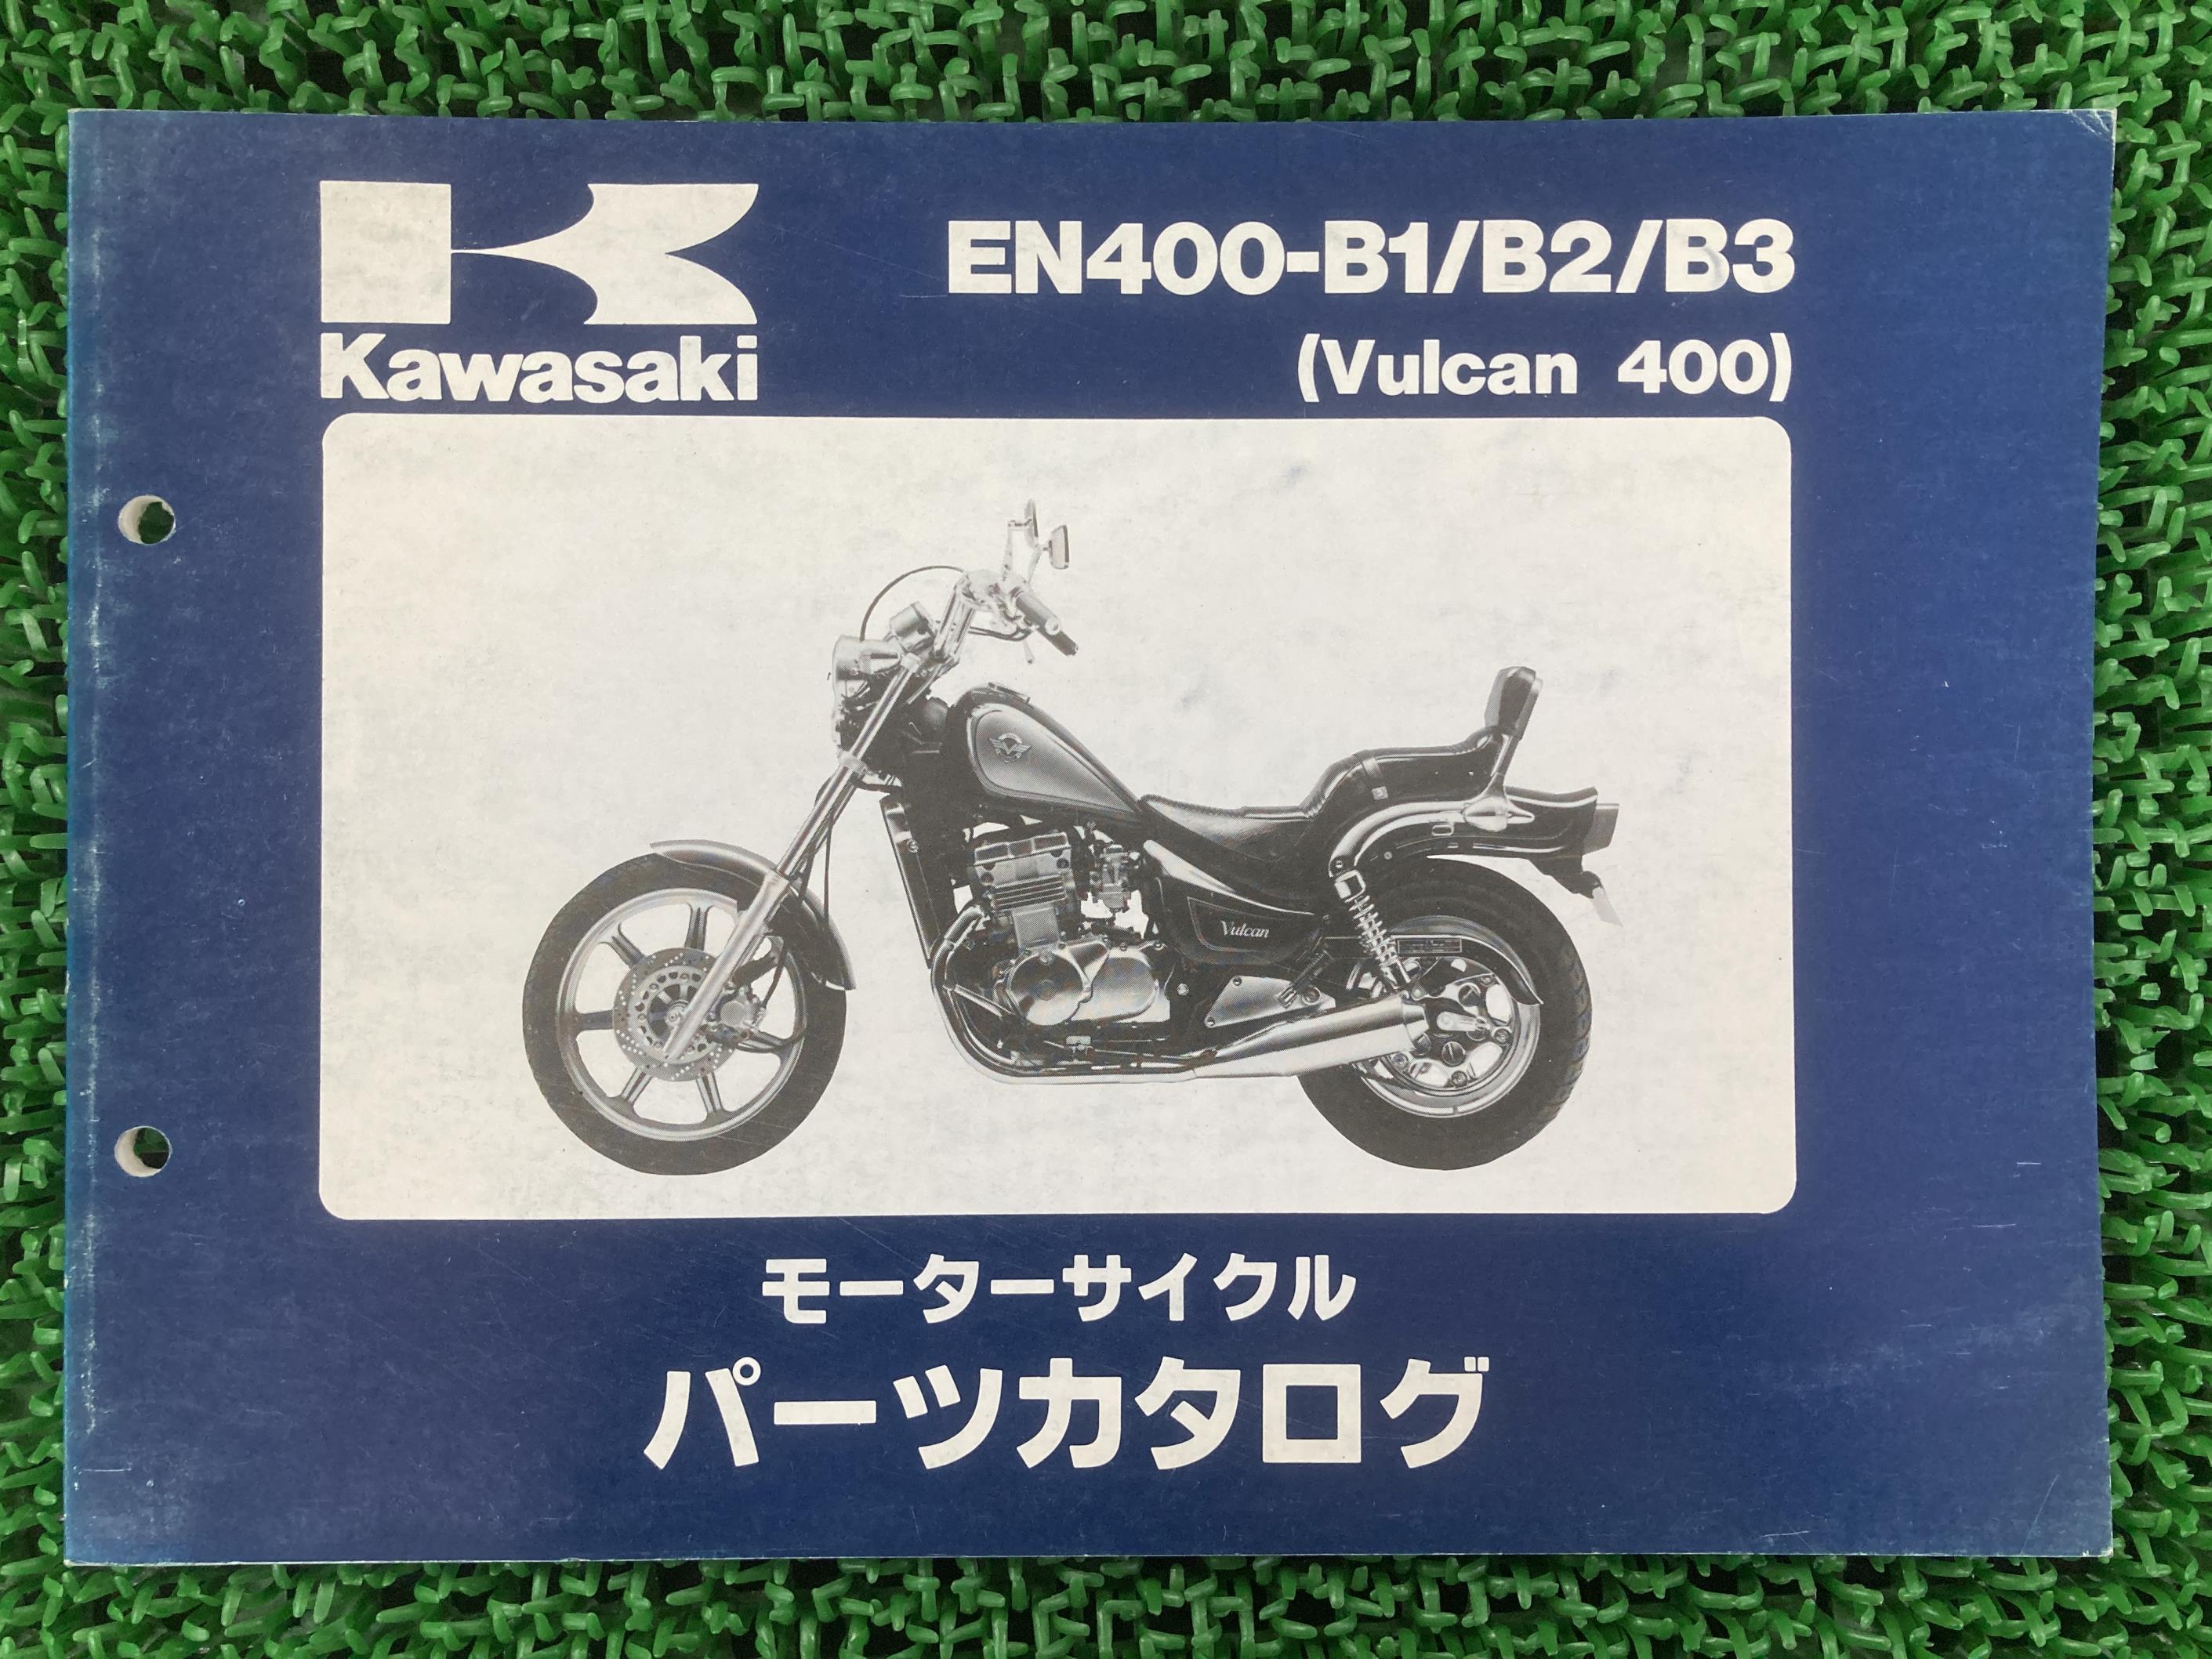 Kawasaki
EN400-B1/B2/B3
(Vulcan 400)
Vulcan
モーターサイクル
パーツカタログ